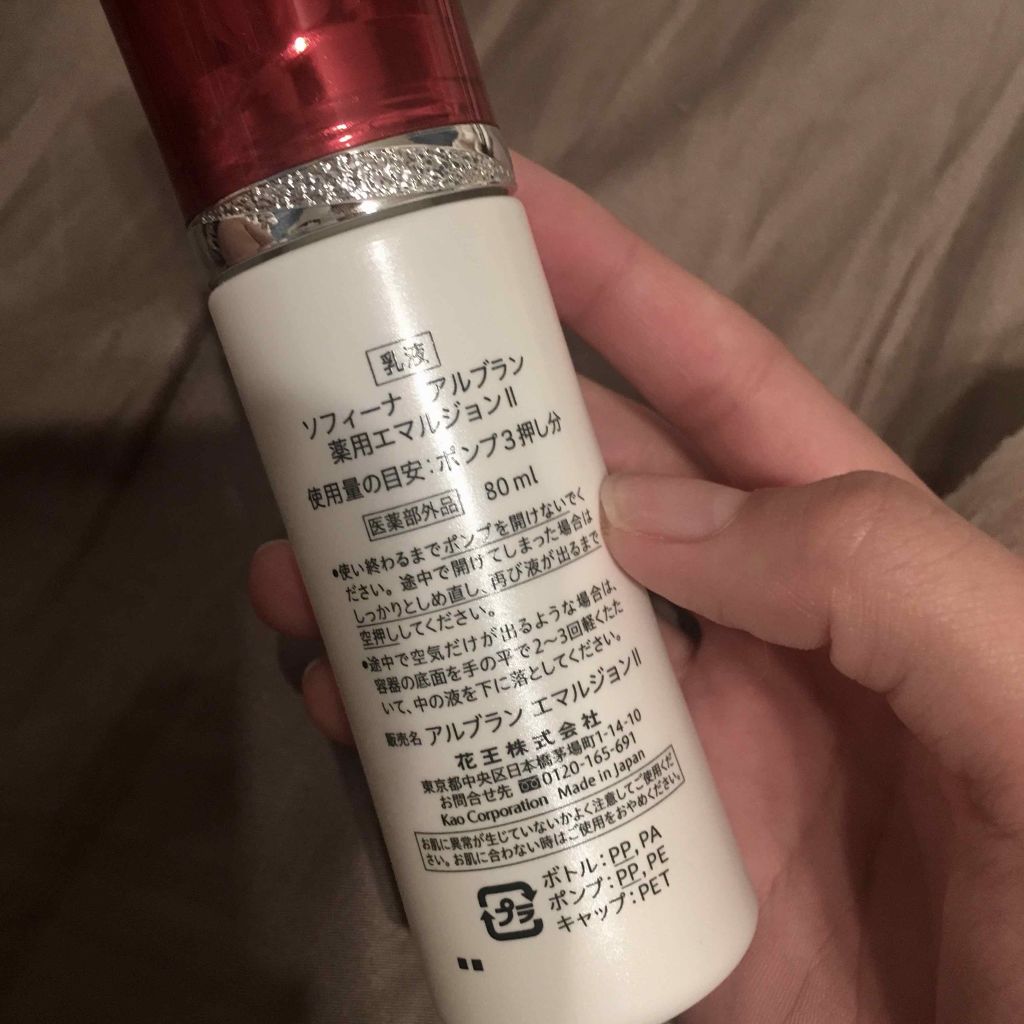 乳液
ソフィーナ アルブラン
薬用エマルジョンⅡ
使用量の目安：ポンプ3押し分
医薬部外品 80ml
•使い終わるまでポンプを開けないでく
ださい。途中で開けてしまった場合は
しっかりとしめ直し、再び液が出るまで
空押ししてください。
•途中で空気だけが出るような場合は、
容器の底面を手の平で2〜3回軽くたた
いて、中の液を下に落としてください。
販売名 アルブラン エマルジョンⅡ
花王株式会社
東京都中央区日本橋茅場町1-14-10
お問合せ先 0120-165-691
Kao Corporation Made in Japan
お肌に異常が生じていないかよく注意してご使用くだ
さい。お肌に合わない時はご使用をおやめください。
プラ
ボトル：PP,PA
ポンプ：PP,PE
キャップ：PET